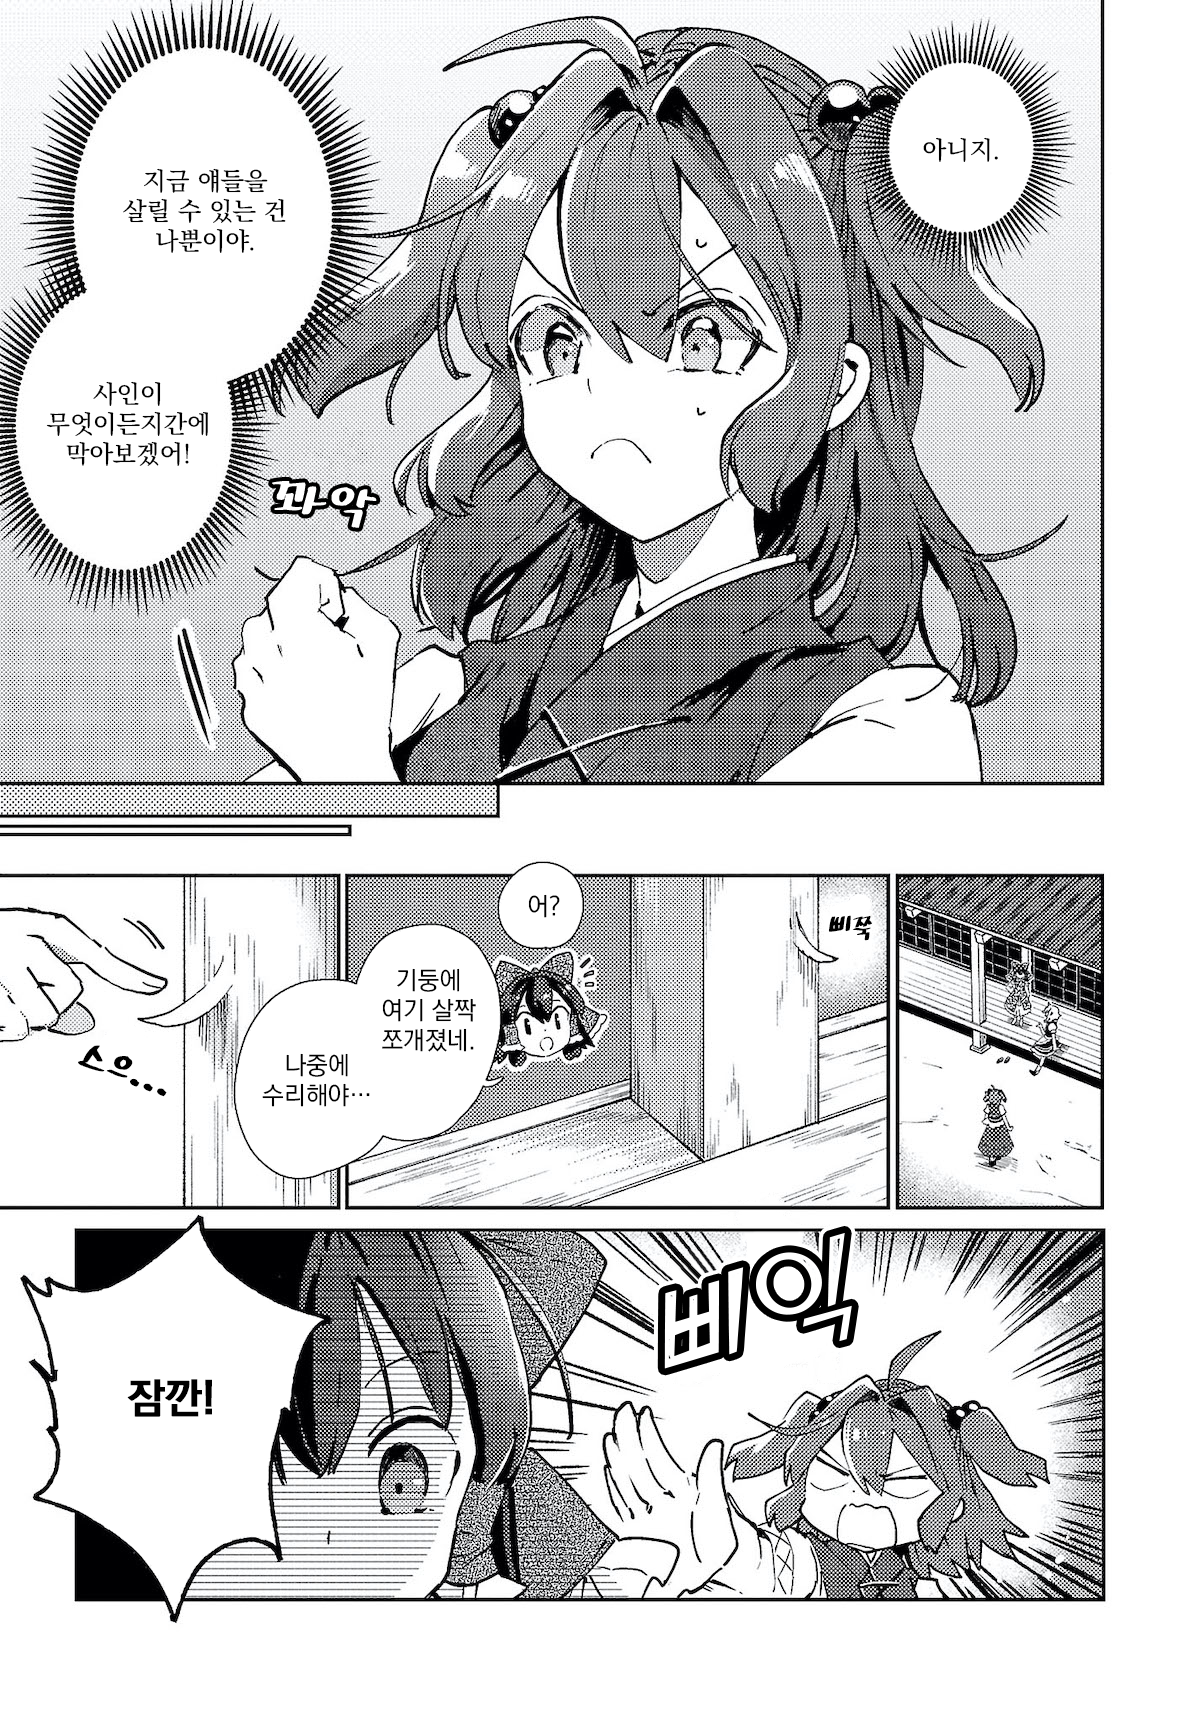 아니지.
지금 얘들을
살릴 수 있는 건
나뿐이야.
사인이
무엇이든지간에
막아보겠어!
꽈악
삐쭉
어?
기둥에
여기 살짝
쪼개졌네.
나중에
수리해야…
스으...
삐익
잠깐!